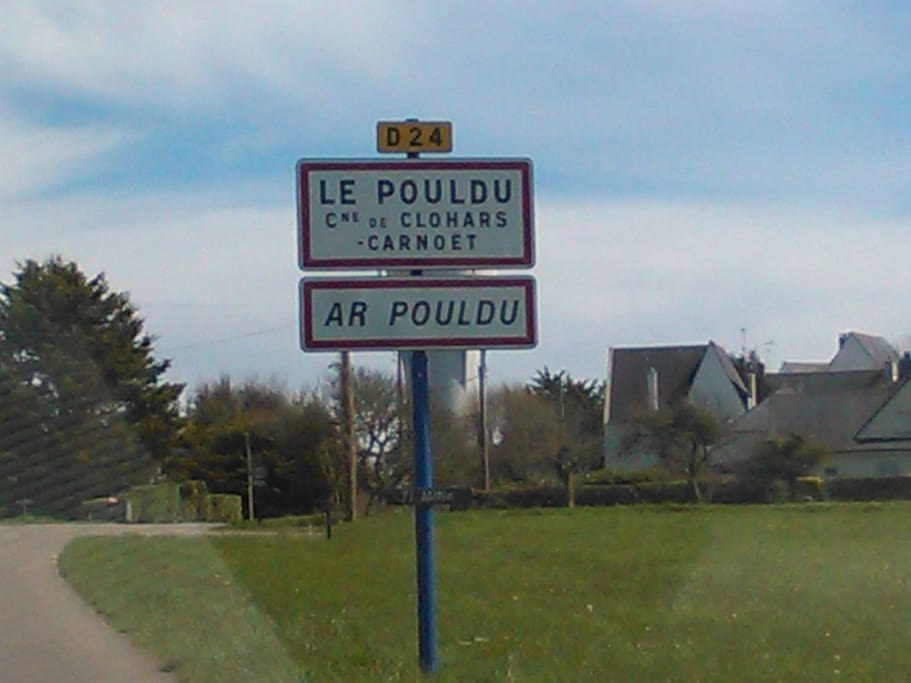 D24
LE POULDU
CNE DE CLOHARS
-CARNOET
AR POULDU